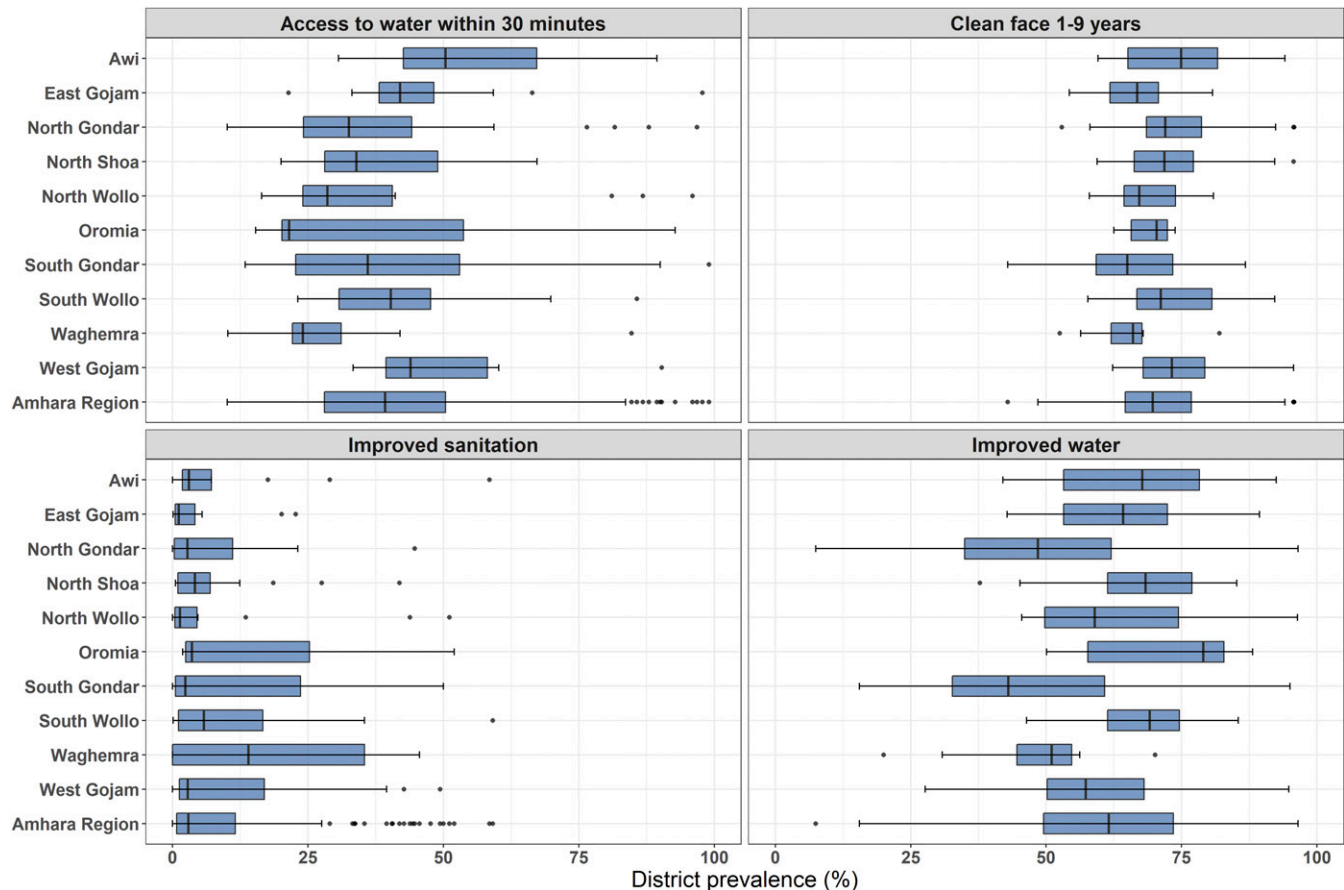 Access to water within 30 minutes
Clean face 1-9 years
Awi
East Gojam
North Gondar
North Shoa
North Wollo
Oromia
South Gondar
South Wollo
Waghemra
West Gojam
Amhara Region
Improved sanitation
Improved water
Awi
East Gojam
North Gondar
North Shoa
North Wollo
Oromia
South Gondar
South Wollo
Waghemra
West Gojam
Amhara Region
0 25 50 75 100 0 25 50 75 100
District prevalence (%)